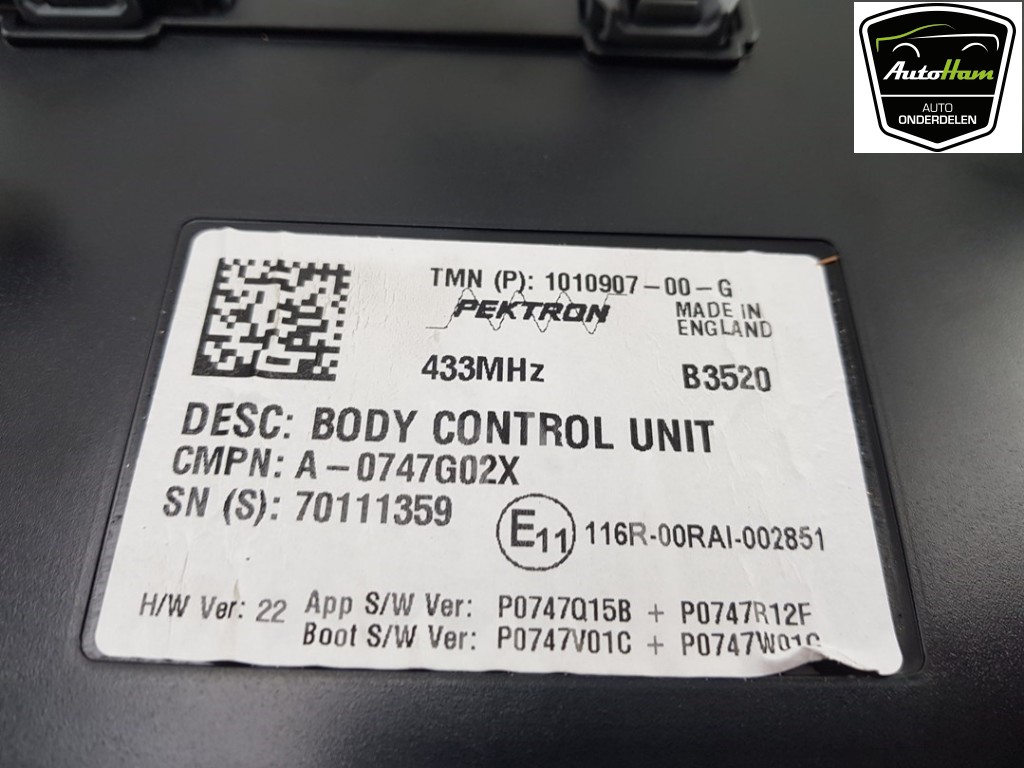 AutoHam
AUTO
ONDERDELEN
TMN (P): 1010907-00-G
PEKTRON
MADE IN
ENGLAND
433MHz
B3520
DESC: BODY CONTROL UNIT
CMPN: A-0747G02X
SN (S): 70111359
E11 116R-00RAI-002851
H/W Ver: 22
App S/W Ver: P0747Q15B + P0747R12F
Boot S/W Ver: P0747V01C + P0747W01C